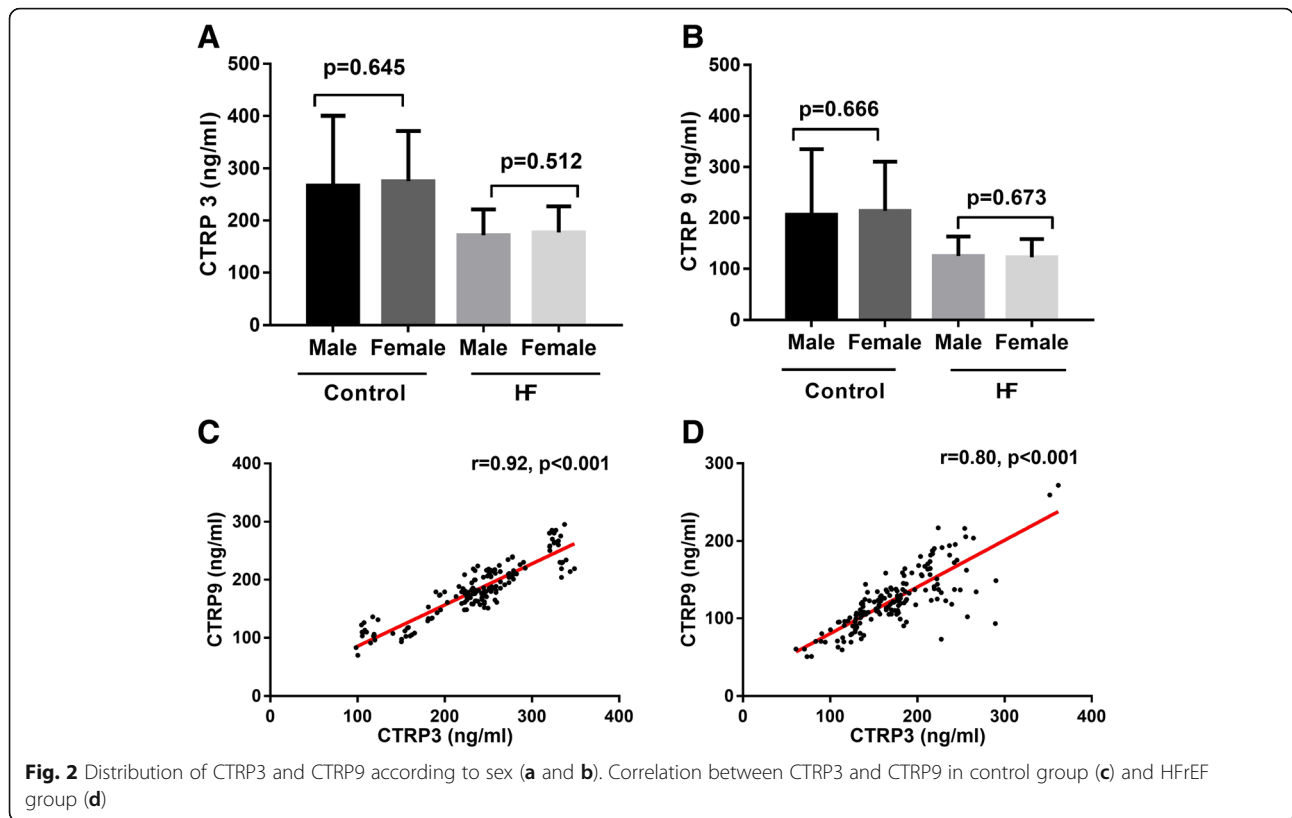 A
CTRP 3 (ng/ml)
500
400
300
200
100
0
p=0.645
p=0.512
Male Female Male Female
Control HF
B
CTRP 9 (ng/ml)
500
400
300
200
100
0
p=0.666
p=0.673
Male Female Male Female
Control HF
C
r=0.92, p<0.001
CTRP9 (ng/ml)
400
300
200
100
0
0 100 200 300 400
CTRP3 (ng/ml)
D
r=0.80, p<0.001
CTRP9 (ng/ml)
300
200
100
0
0 100 200 300 400
CTRP3 (ng/ml)
Fig. 2 Distribution of CTRP3 and CTRP9 according to sex (a and b). Correlation between CTRP3 and CTRP9 in control group (c) and HFrEF
group (d)